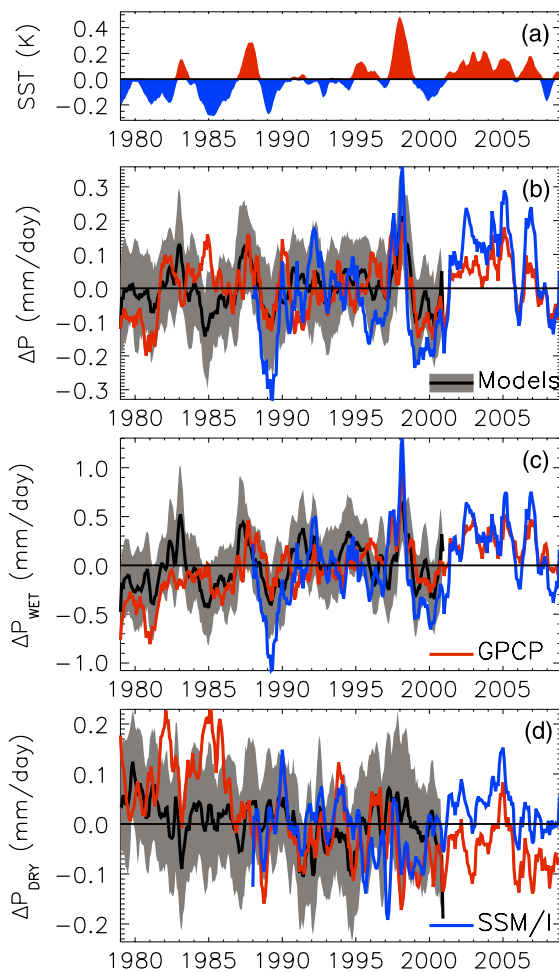 (a)
SST (K)
0.4
0.2
0.0
−0.2
1980 1985 1990 1995 2000 2005
(b)
ΔP (mm/day)
0.3
0.2
0.1
0.0
−0.1
−0.2
−0.3
Models
1980 1985 1990 1995 2000 2005
(c)
ΔP_WET (mm/day)
1.0
0.5
0.0
−0.5
−1.0
GPCP
1980 1985 1990 1995 2000 2005
(d)
ΔP_DRY (mm/day)
0.2
0.1
0.0
−0.1
−0.2
SSM/I
1980 1985 1990 1995 2000 2005